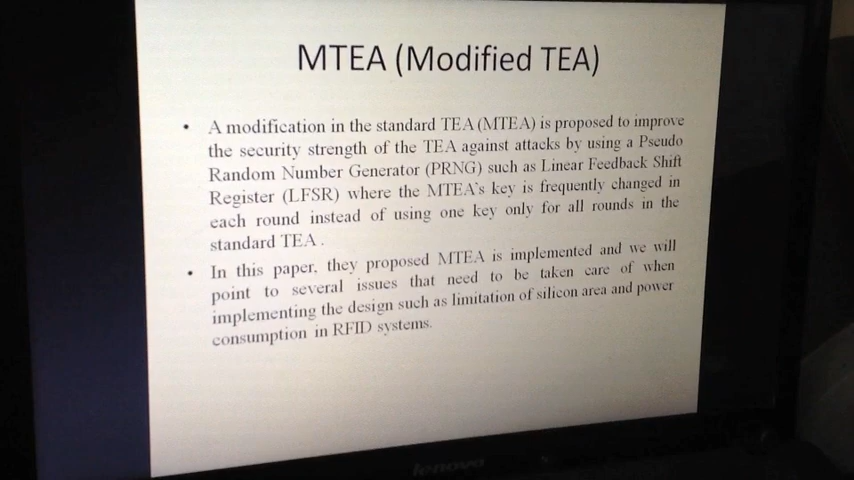 MTEA (Modified TEA)
• A modification in the standard TEA (MTEA) is proposed to improve
the security strength of the TEA against attacks by using a Pseudo
Random Number Generator (PRNG) such as Linear Feedback Shift
Register (LFSR) where the MTEA's key is frequently changed in
each round instead of using one key only for all rounds in the
standard TEA .
• In this paper, they proposed MTEA is implemented and we will
point to several issues that need to be taken care of when
implementing the design such as limitation of silicon area and power
consumption in RFID systems.
lenovo